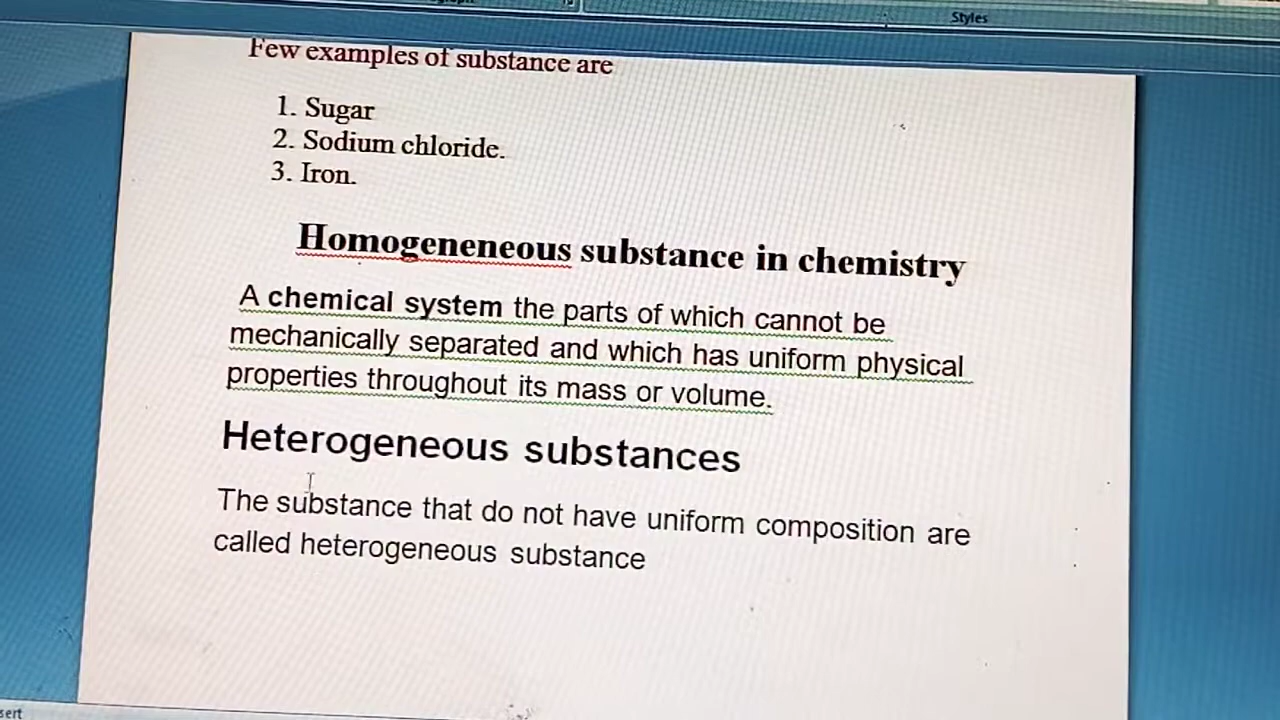 Styles
Few examples of substance are
1. Sugar
2. Sodium chloride.
3. Iron.
Homogeneneous substance in chemistry
A chemical system the parts of which cannot be
mechanically separated and which has uniform physical
properties throughout its mass or volume.
Heterogeneous substances
The substance that do not have uniform composition are
called heterogeneous substance